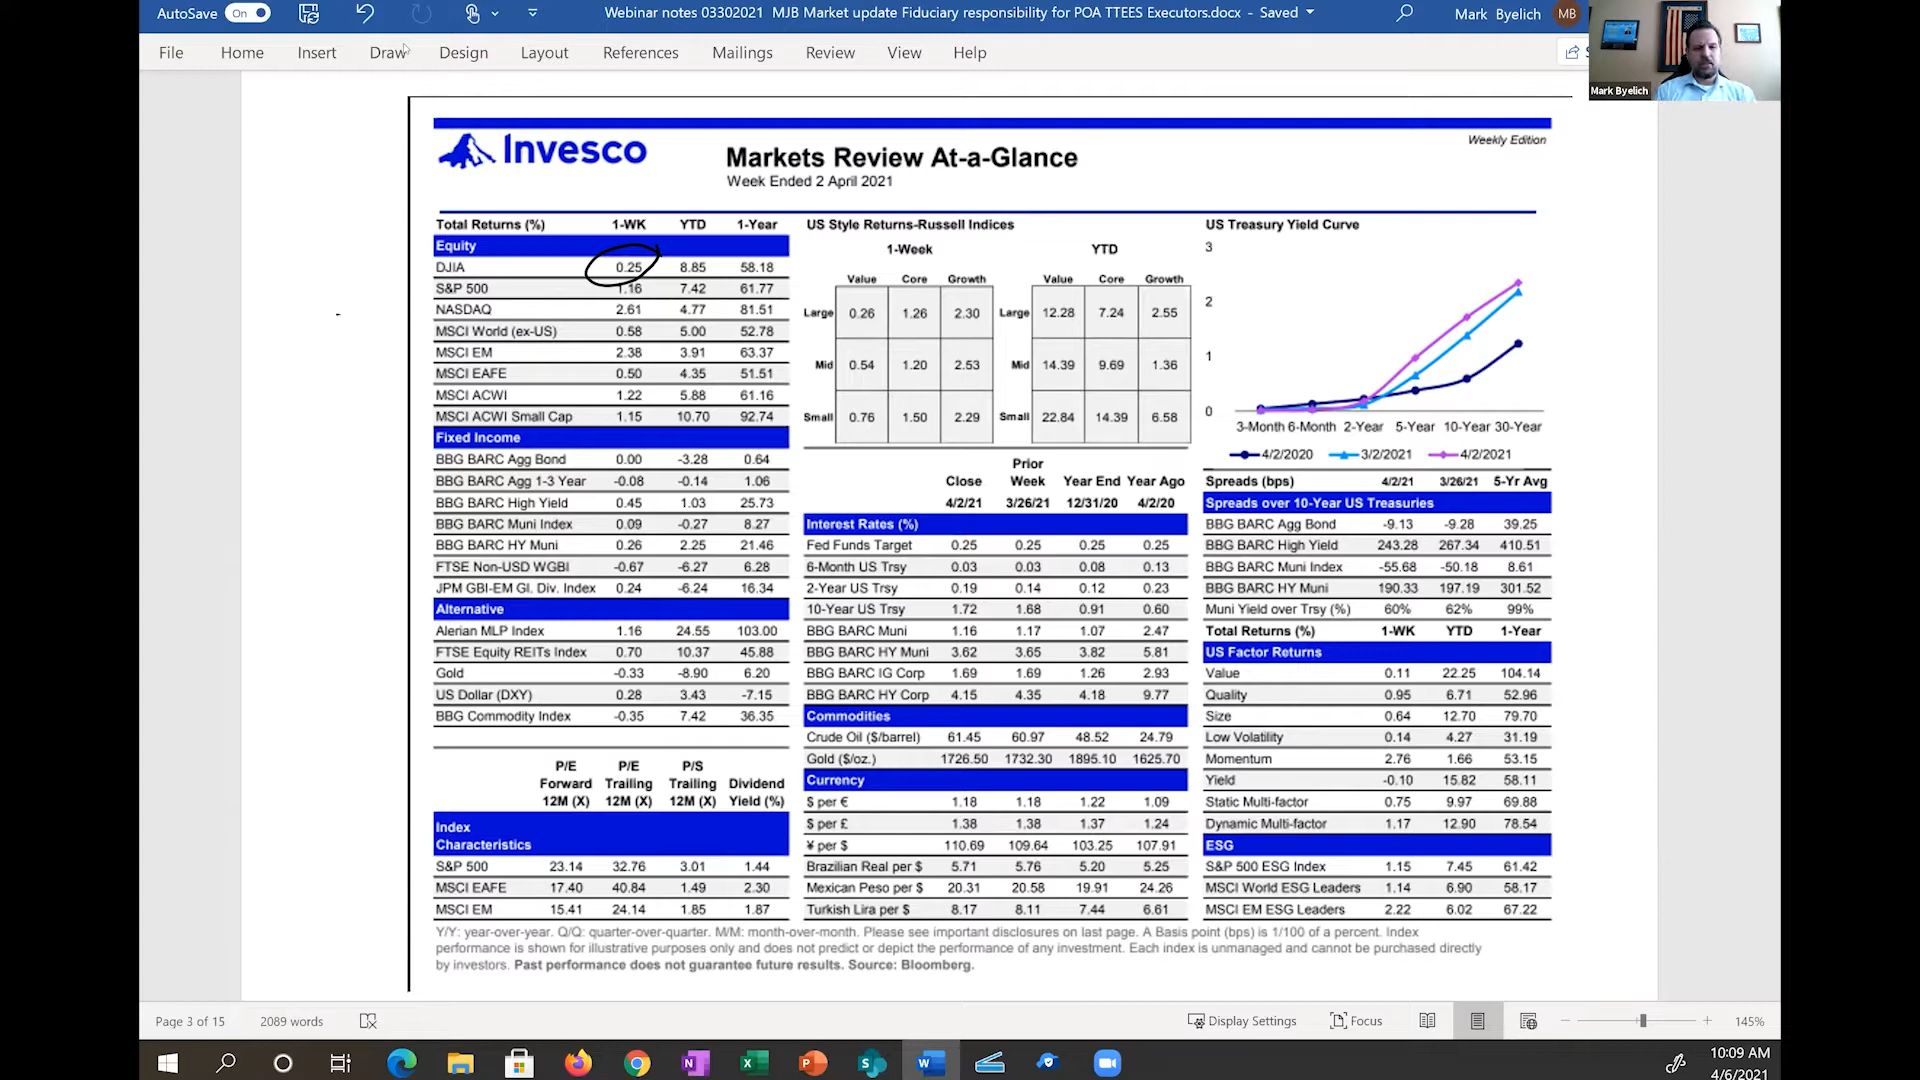 AutoSave On Webinar notes 03302021 MJB Market update Fiduciary responsibility for POA TTEES Executors.docx - Saved Mark Byelich MB
File Home Insert Draw Design Layout References Mailings Review View Help
Mark Byelich
Invesco
Markets Review At-a-Glance
Week Ended 2 April 2021
Weekly Edition
Total Returns (%) 1-WK YTD 1-Year
Equity
DJIA 0.25 8.85 58.18
S&P 500 1.16 7.42 61.77
NASDAQ 2.61 4.77 81.51
MSCI World (ex-US) 0.58 5.00 52.78
MSCI EM 2.38 3.91 63.37
MSCI EAFE 0.50 4.35 51.51
MSCI ACWI 1.22 5.88 61.16
MSCI ACWI Small Cap 1.15 10.70 92.74
Fixed Income
BBG BARC Agg Bond 0.00 -3.28 0.64
BBG BARC Agg 1-3 Year -0.08 -0.14 1.06
BBG BARC High Yield 0.45 1.03 25.73
BBG BARC Muni Index 0.09 -0.27 8.27
BBG BARC HY Muni 0.26 2.25 21.46
FTSE Non-USD WGBI -0.67 -6.27 6.28
JPM GBI-EM Gl. Div. Index 0.24 -6.24 16.34
Alternative
Alerian MLP Index 1.16 24.55 103.00
FTSE Equity REITs Index 0.70 10.37 45.88
Gold -0.33 -8.90 6.20
US Dollar (DXY) 0.28 3.43 -7.15
BBG Commodity Index -0.35 7.42 36.35
P/E P/E P/S
Forward Trailing Trailing Dividend
12M (X) 12M (X) 12M (X) Yield (%)
Index
Characteristics
S&P 500 23.14 32.76 3.01 1.44
MSCI EAFE 17.40 40.84 1.49 2.30
MSCI EM 15.41 24.14 1.85 1.87
US Style Returns-Russell Indices
1-Week YTD
Value Core Growth Value Core Growth
Large 0.26 1.26 2.30 Large 12.28 7.24 2.55
Mid 0.54 1.20 2.53 Mid 14.39 9.69 1.36
Small 0.76 1.50 2.29 Small 22.84 14.39 6.58
Prior
Close Week Year End Year Ago
4/2/21 3/26/21 12/31/20 4/2/20
Interest Rates (%)
Fed Funds Target 0.25 0.25 0.25 0.25
6-Month US Trsy 0.03 0.03 0.08 0.13
2-Year US Trsy 0.19 0.14 0.12 0.23
10-Year US Trsy 1.72 1.68 0.91 0.60
BBG BARC Muni 1.16 1.17 1.07 2.47
BBG BARC HY Muni 3.62 3.65 3.82 5.81
BBG BARC IG Corp 1.69 1.69 1.26 2.93
BBG BARC HY Corp 4.15 4.35 4.18 9.77
Commodities
Crude Oil ($/barrel) 61.45 60.97 48.52 24.79
Gold ($/oz.) 1726.50 1732.30 1895.10 1625.70
Currency
$ per € 1.18 1.18 1.22 1.09
$ per £ 1.38 1.38 1.37 1.24
¥ per $ 110.69 109.64 103.25 107.91
Brazilian Real per $ 5.71 5.76 5.20 5.25
Mexican Peso per $ 20.31 20.58 19.91 24.26
Turkish Lira per $ 8.17 8.11 7.44 6.61
US Treasury Yield Curve
3
2
1
0
3-Month 6-Month 2-Year 5-Year 10-Year 30-Year
4/2/2020 3/2/2021 4/2/2021
Spreads (bps) 4/2/21 3/26/21 5-Yr Avg
Spreads over 10-Year US Treasuries
BBG BARC Agg Bond -9.13 -9.28 39.25
BBG BARC High Yield 243.28 267.34 410.51
BBG BARC Muni Index -55.68 -50.18 8.61
BBG BARC HY Muni 190.33 197.19 301.52
Muni Yield over Trsy (%) 60% 62% 99%
Total Returns (%) 1-WK YTD 1-Year
US Factor Returns
Value 0.11 22.25 104.14
Quality 0.95 6.71 52.96
Size 0.64 12.70 79.70
Low Volatility 0.14 4.27 31.19
Momentum 2.76 1.66 53.15
Yield -0.10 15.82 58.11
Static Multi-factor 0.75 9.97 69.88
Dynamic Multi-factor 1.17 12.90 78.54
ESG
S&P 500 ESG Index 1.15 7.45 61.42
MSCI World ESG Leaders 1.14 6.90 58.17
MSCI EM ESG Leaders 2.22 6.02 67.22
Y/Y: year-over-year. Q/Q: quarter-over-quarter. M/M: month-over-month. Please see important disclosures on last page. A Basis point (bps) is 1/100 of a percent. Index
performance is shown for illustrative purposes only and does not predict or depict the performance of any investment. Each index is unmanaged and cannot be purchased directly
by investors. Past performance does not guarantee future results. Source: Bloomberg.
Page 3 of 15 2089 words Display Settings Focus 145%
10:09 AM
4/6/2021